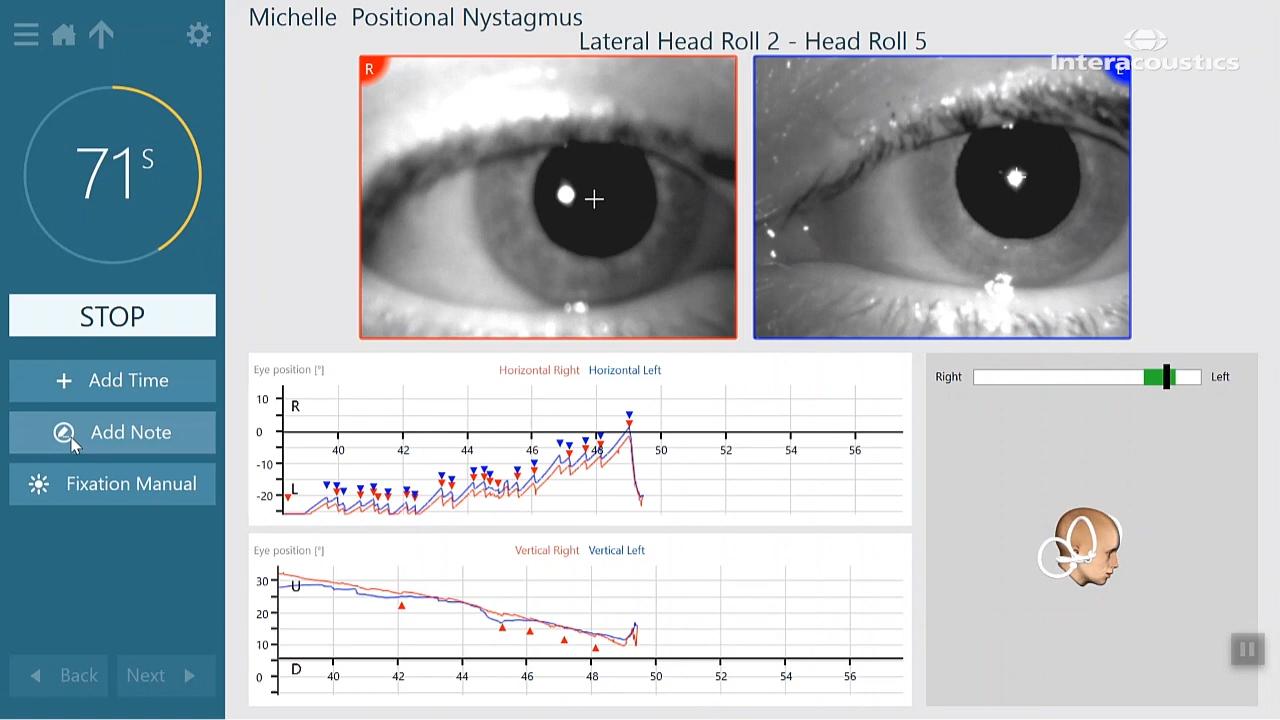 Michelle Positional Nystagmus
Lateral Head Roll 2 - Head Roll 5
Interacoustics
R
L
71 S
STOP
+ Add Time
Add Note
Fixation Manual
Back
Next
Eye position [°] Horizontal Right Horizontal Left
10
0
-10
-20
R
L
40 42 44 46 48 50 52 54 56
Right Left
Eye position [°] Vertical Right Vertical Left
30
20
10
0
U
D
40 42 44 46 48 50 52 54 56